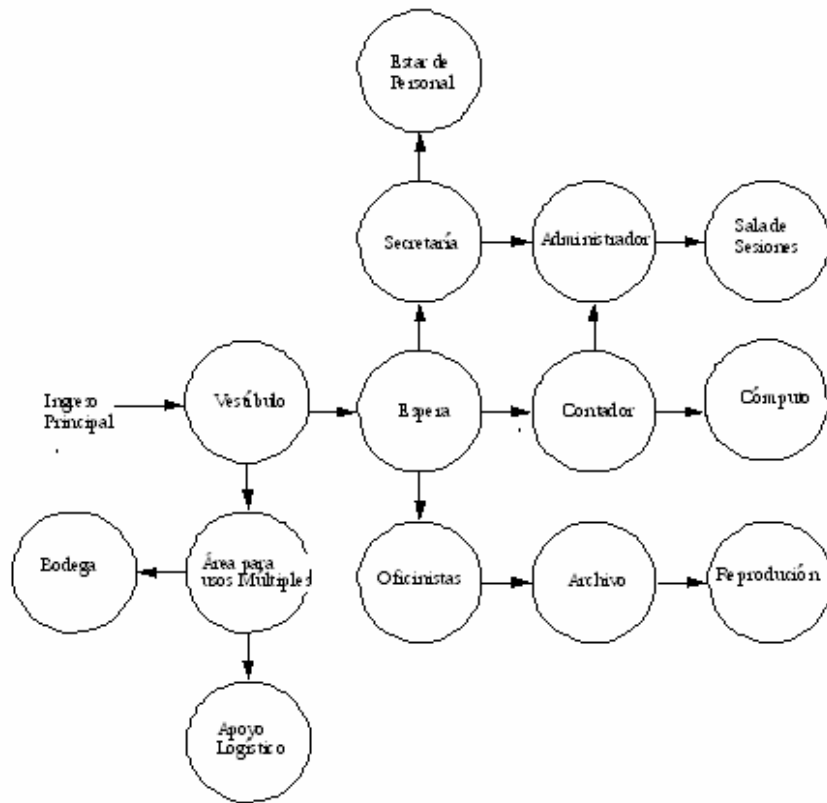 Estar de
Personal
Secretaría
Administrador
Sala de
Sesiones
Ingreso
Principal
Vestíbulo
Espera
Contador
Cómputo
Bodega
Área para
usos Múltiples
Oficinistas
Archivo
Reprodución
Apoyo
Logístico